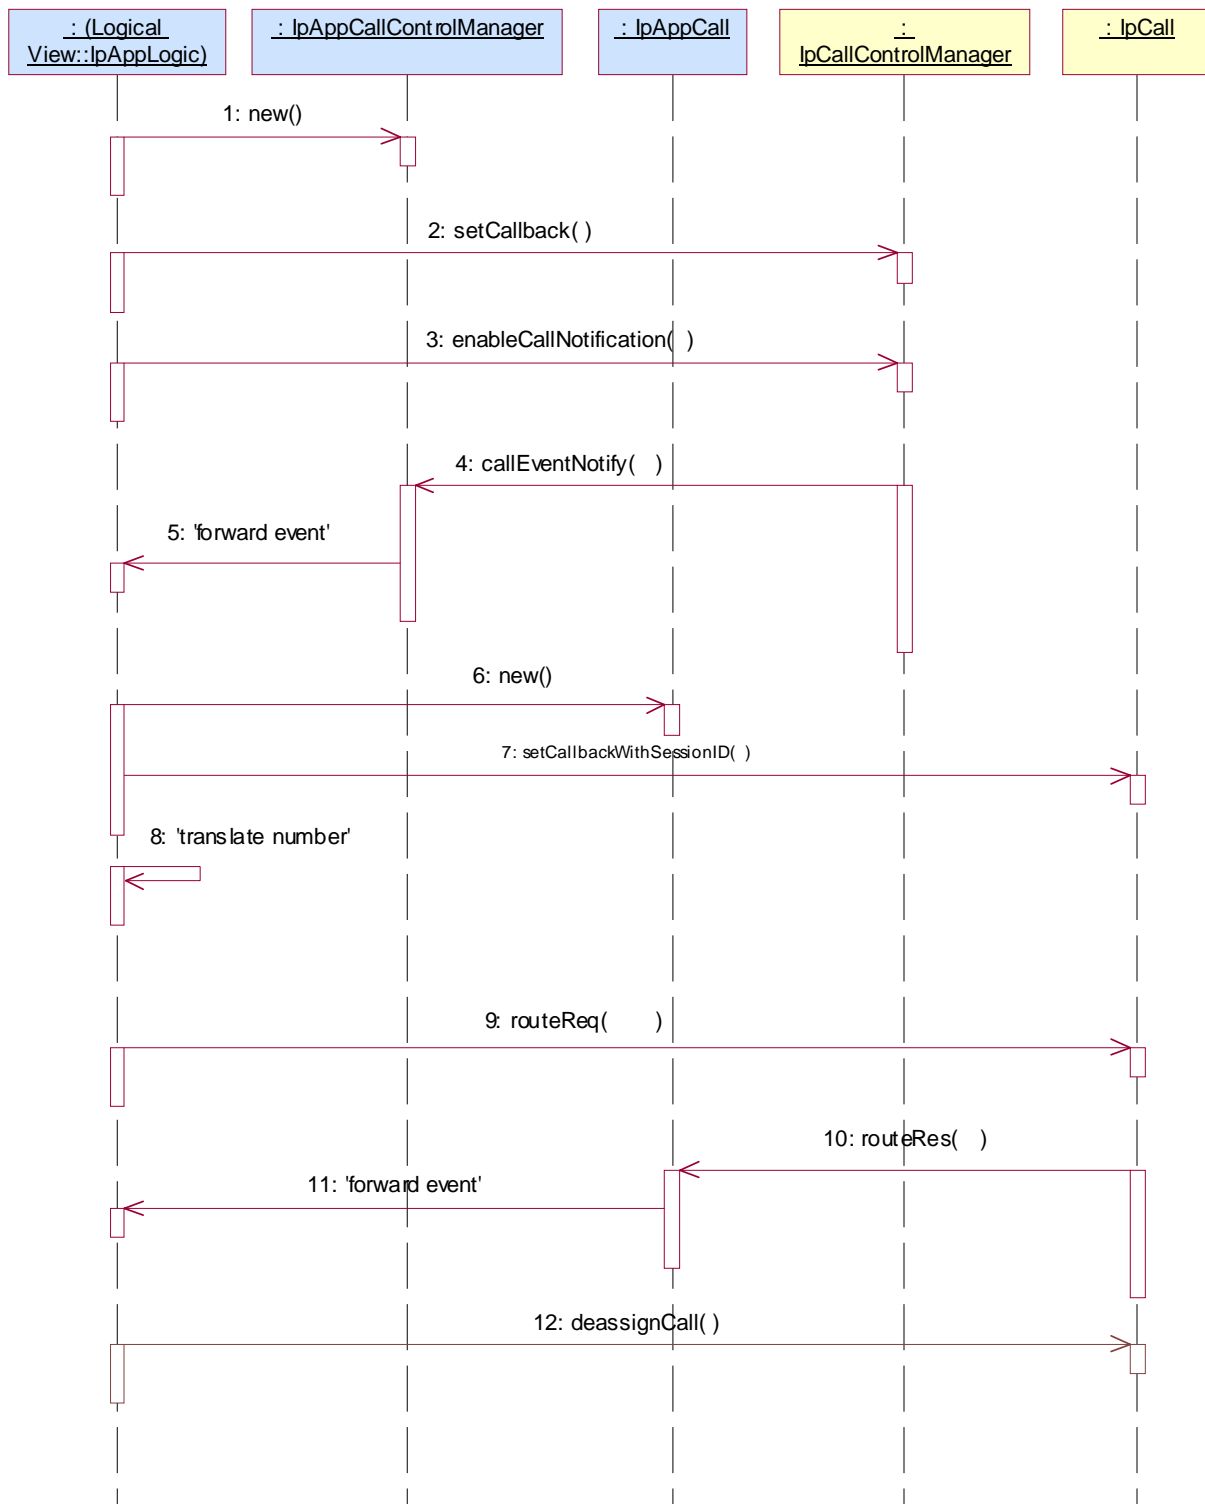 : (Logical
View::IpAppLogic)
: IpAppCallControlManager
: IpAppCall
:
IpCallControlManager
: IpCall
1: new()
2: setCallback( )
3: enableCallNotification( )
4: callEventNotify( )
5: 'forward event'
6: new()
7: setCallbackWithSessionID( )
8: 'translate number'
9: routeReq( )
10: routeRes( )
11: 'forward event'
12: deassignCall( )